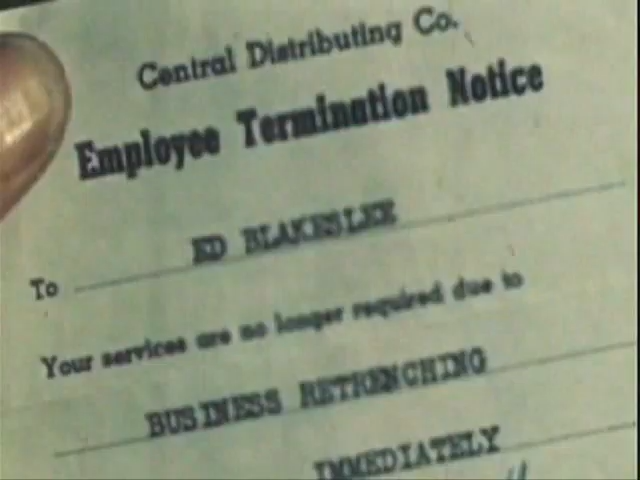 Central Distributing Co.
Employee Termination Notice
To ED BLAKESLEE
Your services are no longer required due to
BUSINESS RETRENCHING
IMMEDIATELY